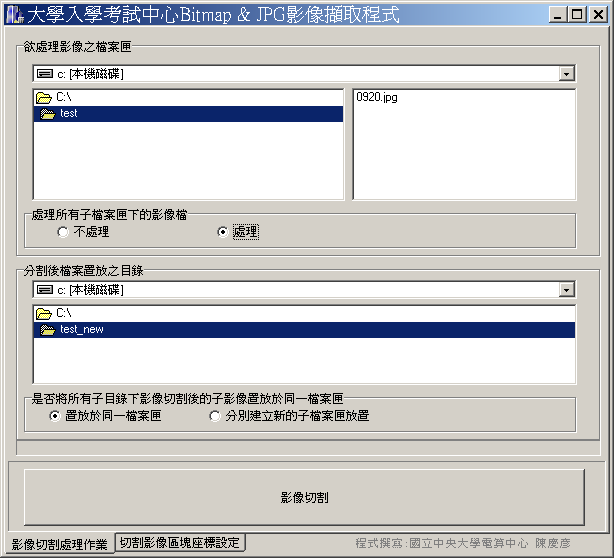 大學入學考試中心Bitmap & JPG影像擷取程式
欲處理影像之檔案匣
c: [本機磁碟]
C:\
test
0920.jpg
處理所有子檔案匣下的影像檔
不處理
處理
分割後檔案置放之目錄
c: [本機磁碟]
C:\
test_new
是否將所有子目錄下影像切割後的子影像置放於同一檔案匣
置放於同一檔案匣
分別建立新的子檔案匣放置
影像切割
影像切割處理作業
切割影像區塊座標設定
程式撰寫:國立中央大學電算中心 陳慶彥